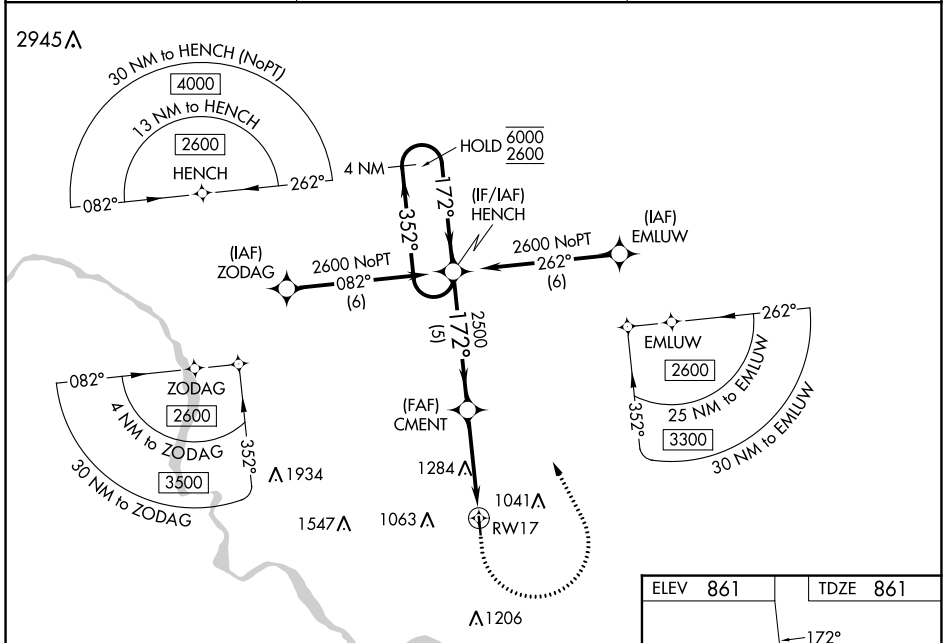 2945
30 NM to HENCH (NoPT)
4000
13 NM to HENCH
2600
HENCH
082°
262°
4 NM
HOLD 6000
2600
172°
352°
(IF/IAF)
HENCH
(IAF)
EMLUW
(IAF)
ZODAG
2600 NoPT
082°
(6)
2600 NoPT
262°
(6)
2500
172°
(5)
262°
EMLUW
2600
25 NM to EMLUW
3300
30 NM to EMLUW
352°
082°
ZODAG
2600
4 NM to ZODAG
3500
30 NM to ZODAG
352°
(FAF)
CMENT
1934
1284
1547
1063
1041
RW17
1206
ELEV 861
TDZE 861
172°